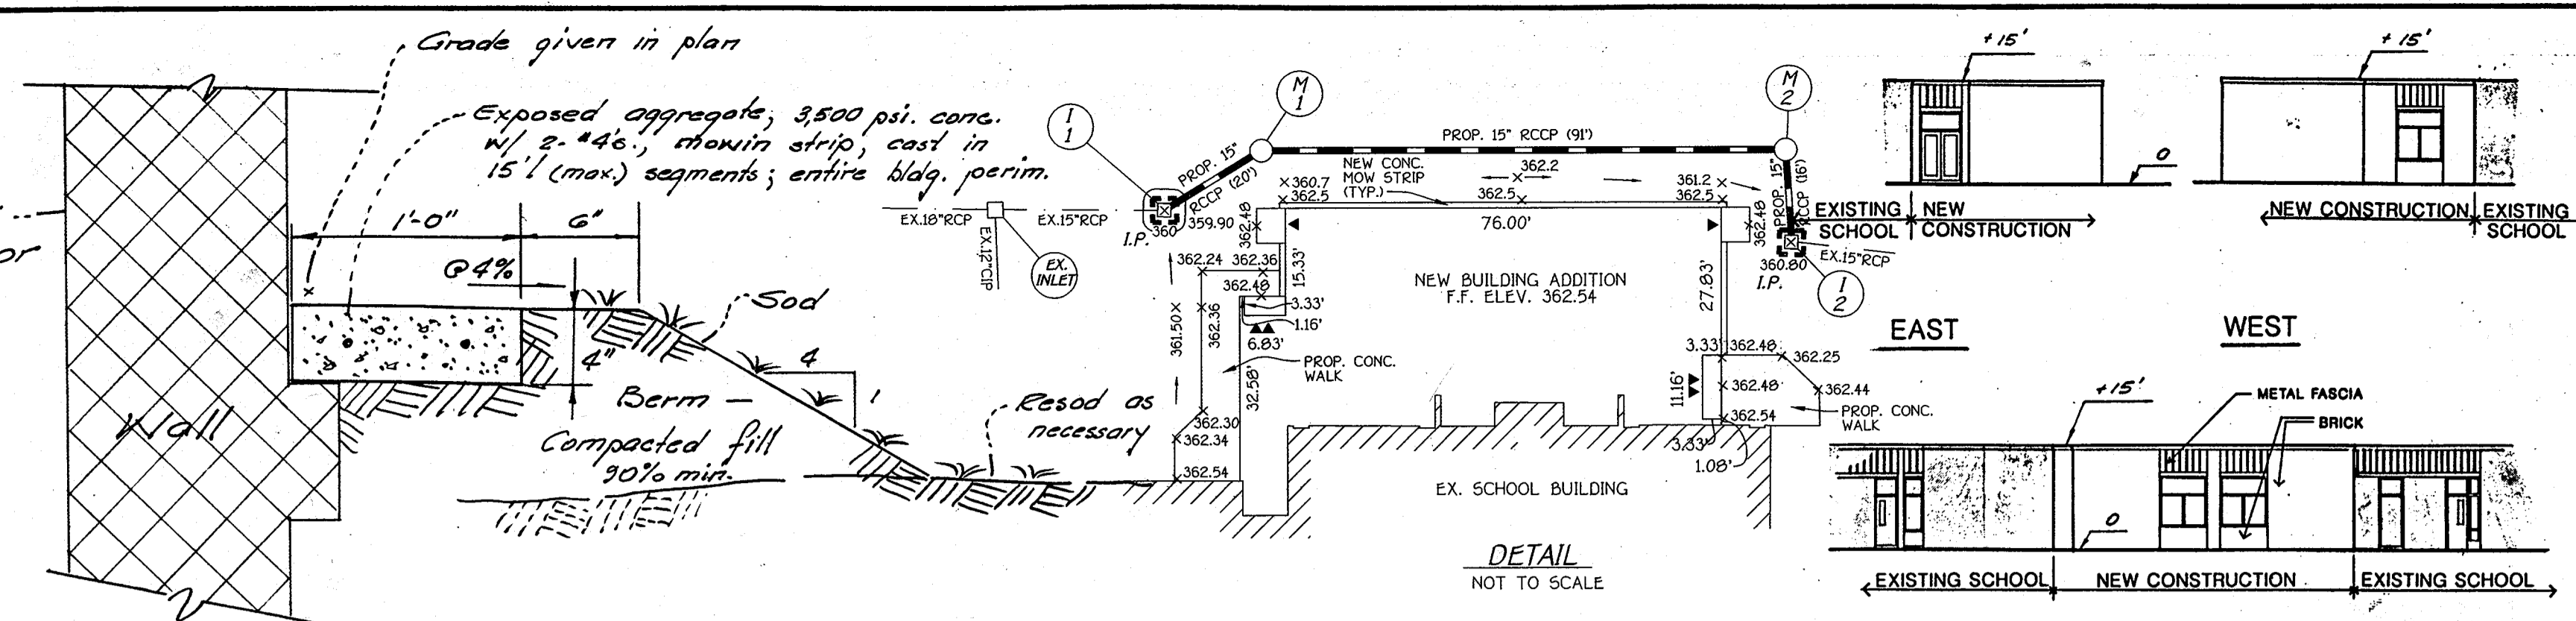 Grade given in plan
Exposed aggregate, 3,500 psi. conc.
w/ 2-#4's., mowin strip, cast in
15' l (max.) segments; entire bldg. perim.
or
1'-0"
6"
@4%
4"
Sod
4
1
Wall
Berm —
Compacted fill
90% min.
Resod as
necessary
I
1
M
1
M
2
I
2
PROP. 15"
RCCP (20')
PROP. 15" RCCP (91')
PROP. 15"
RCCP (16')
NEW CONC.
MOW STRIP
(TYP.)
362.2
360.7
362.5
362.5
361.2
362.5
EX.18"RCP
EX.15"RCP
EX.12"CIP
EX.
INLET
360
359.90
I.P.
362.48
76.00'
362.48
EX.15"RCP
360.80
I.P.
362.24
362.36
362.48
15.33'
3.33'
1.16'
6.83'
361.50
362.36
PROP. CONC.
WALK
32.58'
362.30
362.34
362.54
NEW BUILDING ADDITION
F.F. ELEV. 362.54
27.83'
3.33'
362.48
362.25
11.16'
362.48
362.44
362.54
PROP. CONC.
WALK
3.33'
1.08'
EX. SCHOOL BUILDING
DETAIL
NOT TO SCALE
+15'
0
EXISTING
SCHOOL
NEW
CONSTRUCTION
EAST
+15'
NEW CONSTRUCTION
EXISTING
SCHOOL
WEST
+15'
METAL FASCIA
BRICK
0
EXISTING SCHOOL
NEW CONSTRUCTION
EXISTING SCHOOL